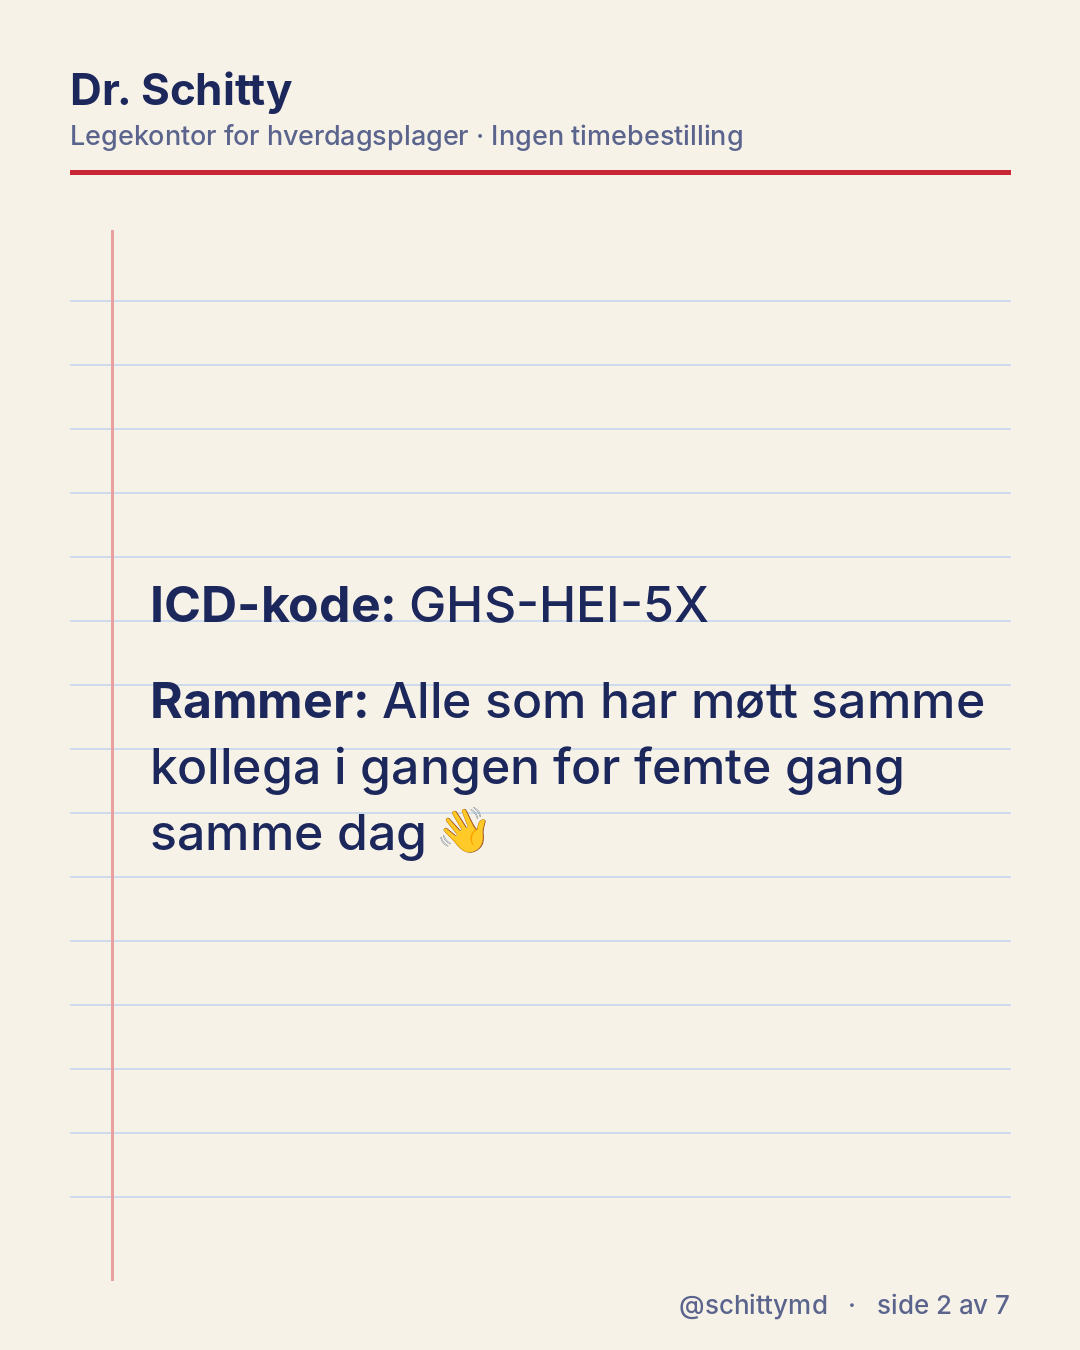 Dr. Schitty
Legekontor for hverdagsplager · Ingen timebestilling
ICD-kode: GHS-HEI-5X
Rammer: Alle som har møtt samme
kollega i gangen for femte gang
samme dag 👋
@schittymd · side 2 av 7